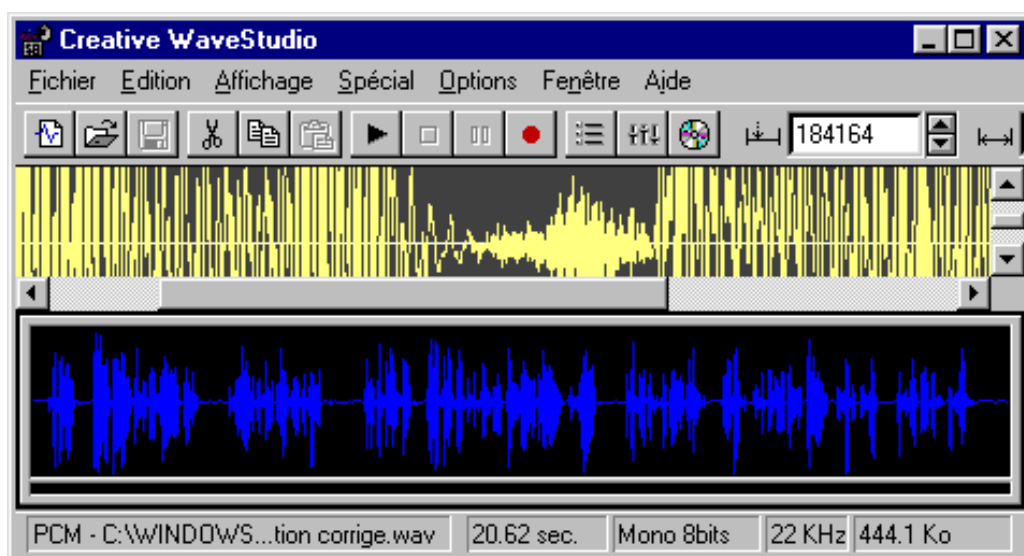 Creative WaveStudio
Fichier Edition Affichage Spécial Options Fenêtre Ajde
184164
PCM - C:\WINDOWS...tion corrige.wav 20.62 sec. Mono 8bits 22 KHz 444.1 Ko